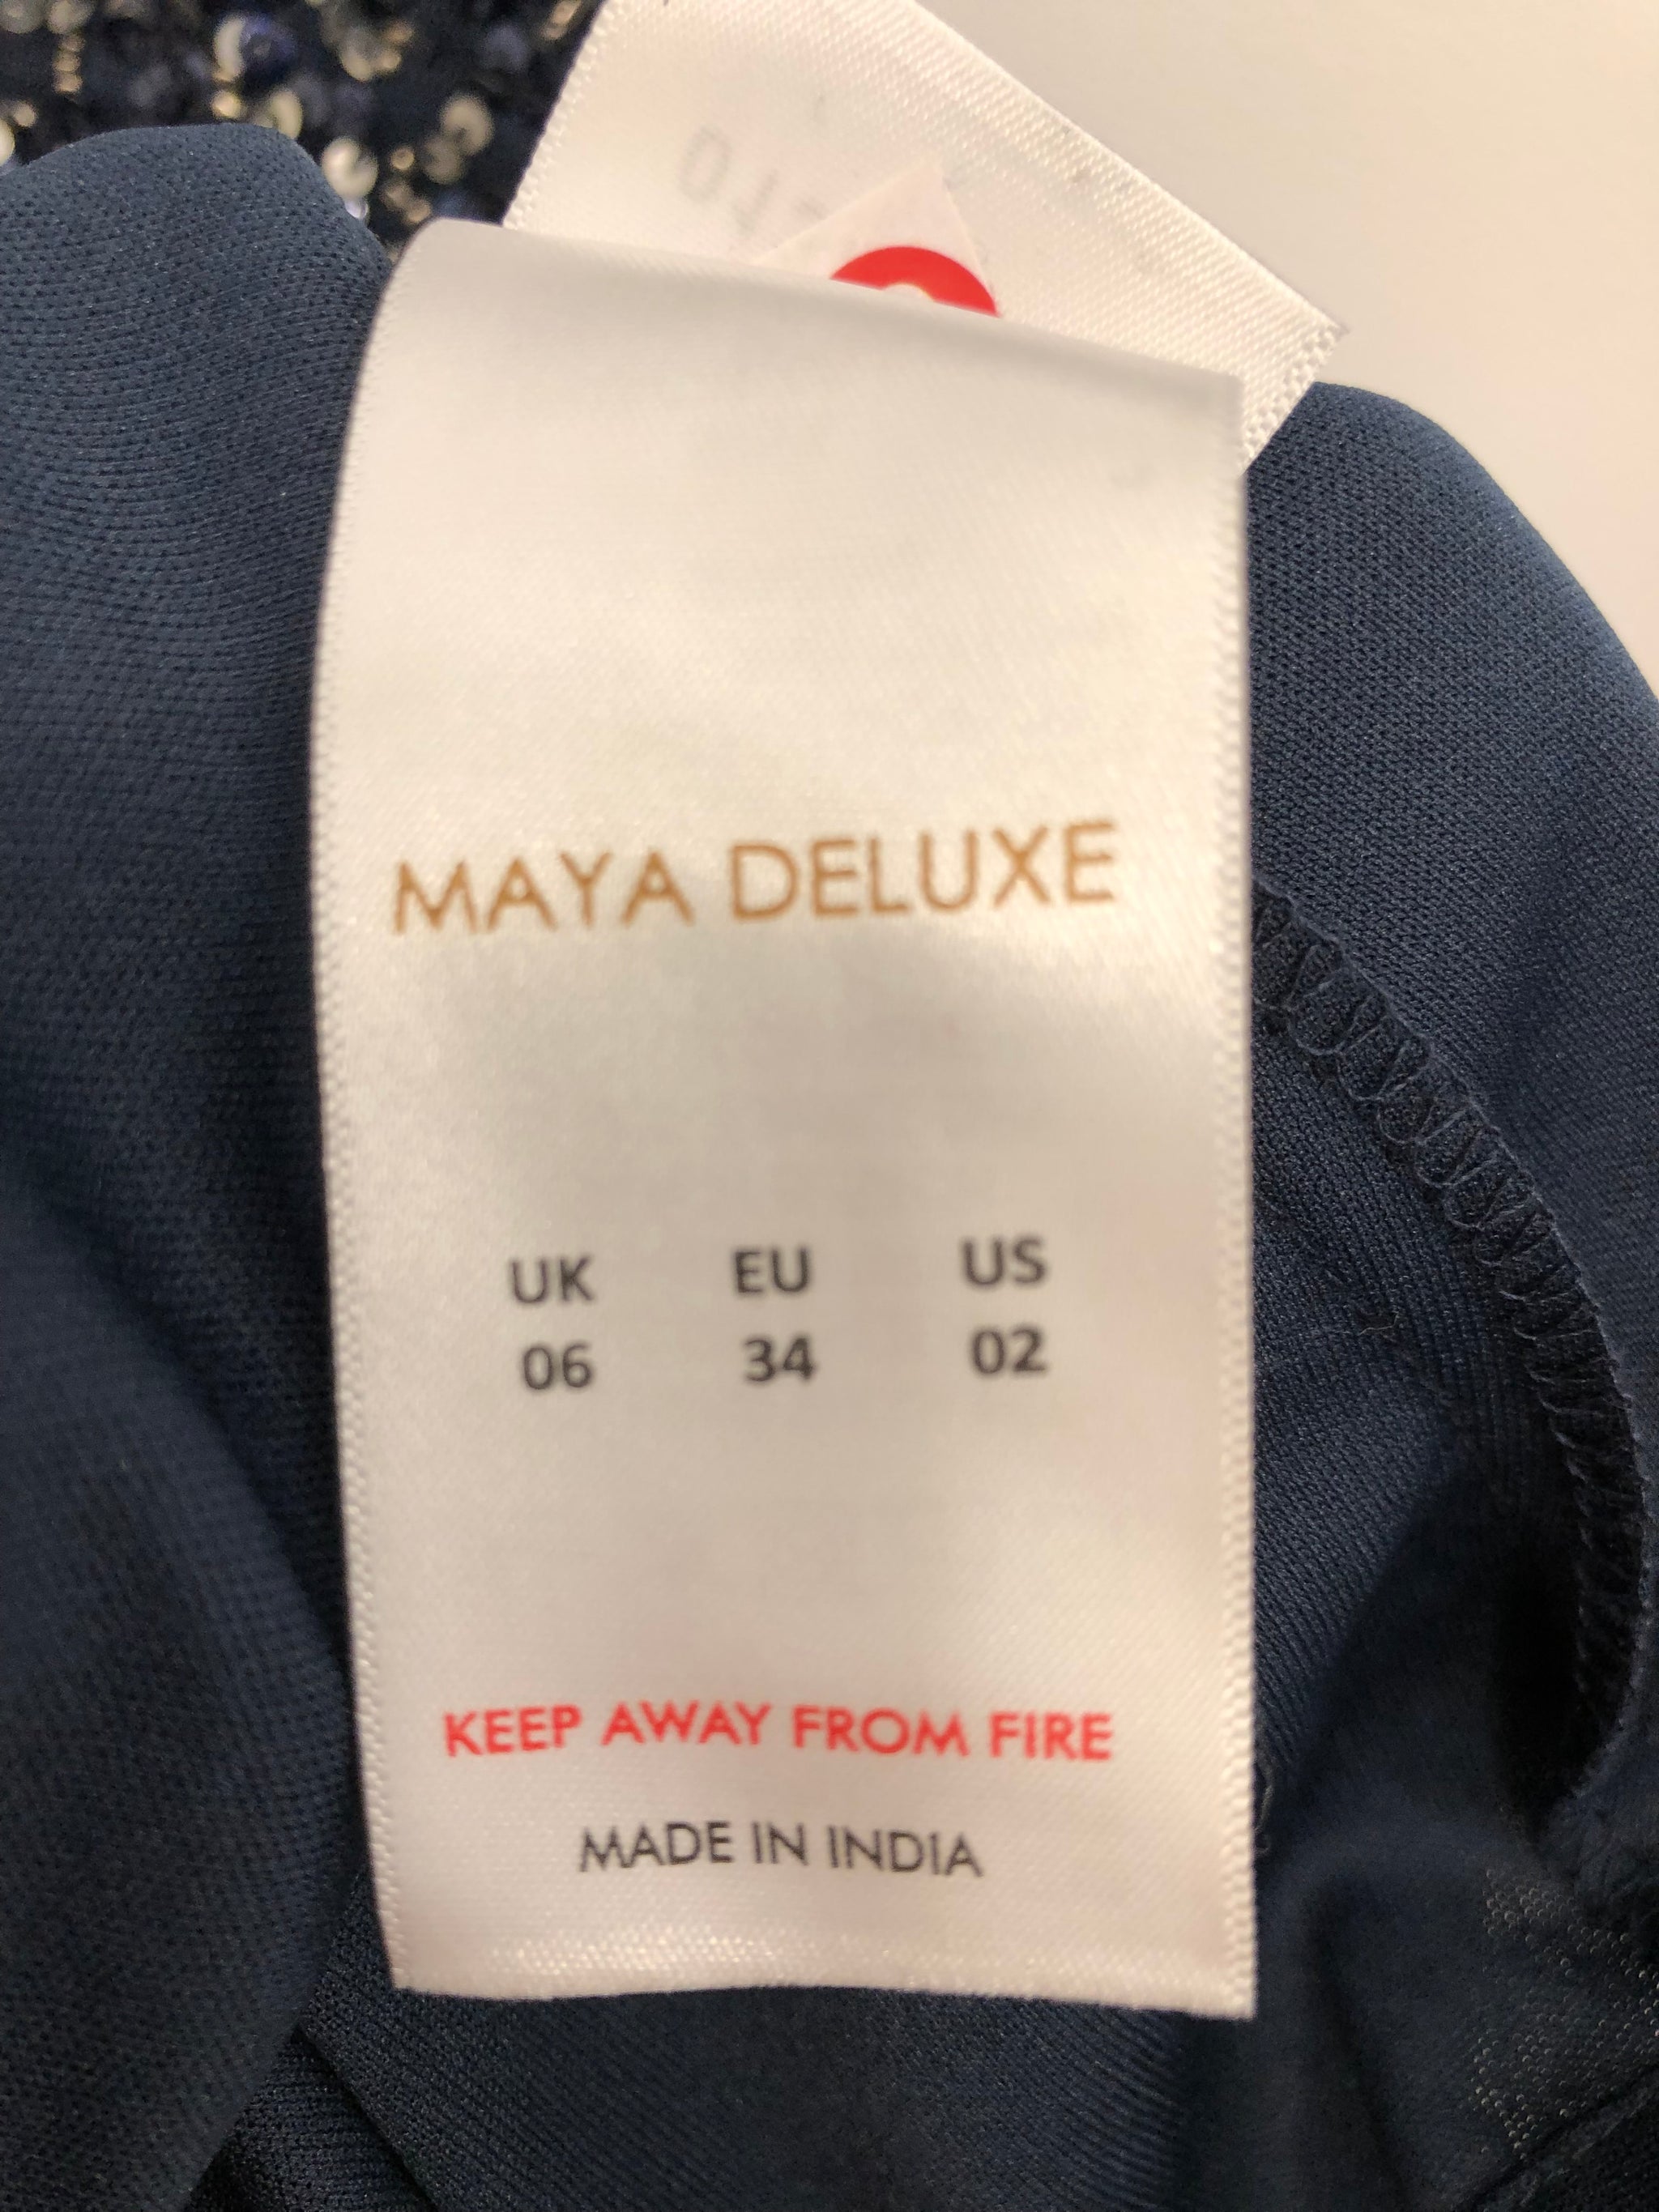 MAYA DELUXE
UK EU US
06 34 02
KEEP AWAY FROM FIRE
MADE IN INDIA